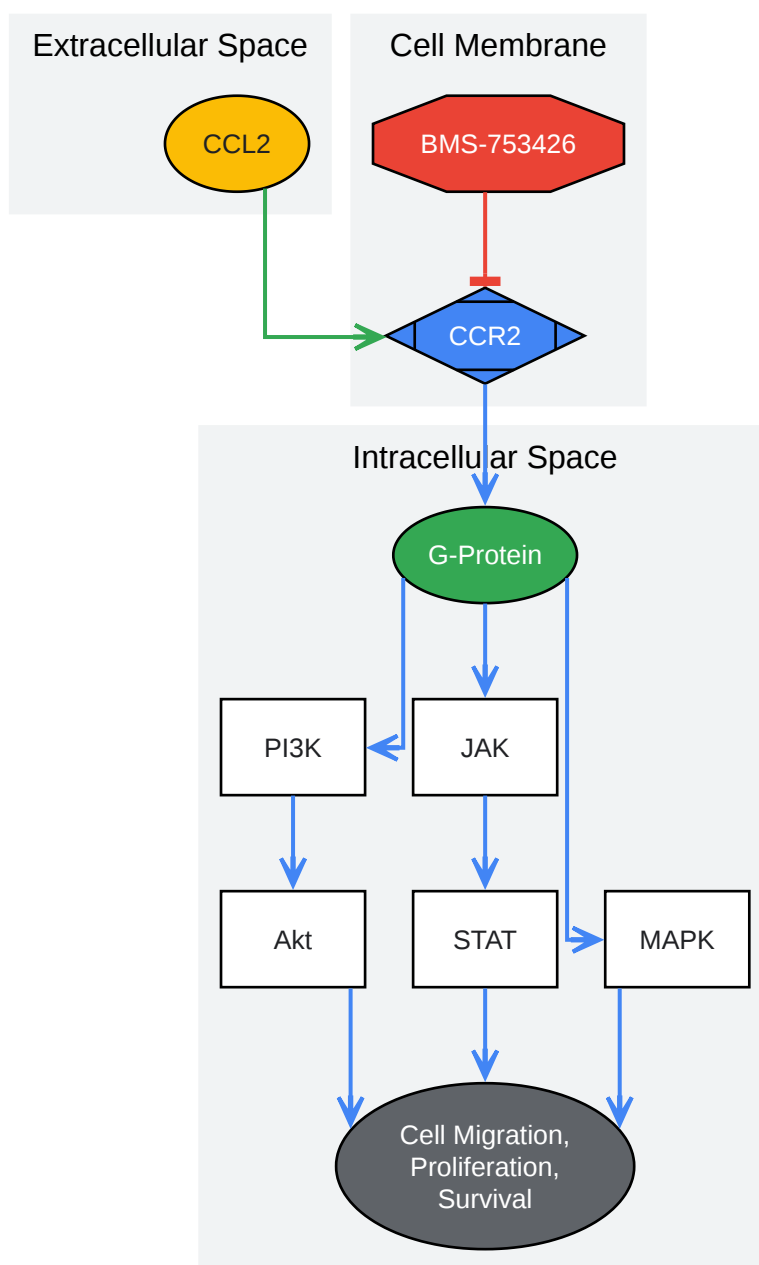 Extracellular Space
Cell Membrane
CCL2
BMS-753426
CCR2
Intracellular Space
G-Protein
PI3K
JAK
Akt
STAT
MAPK
Cell Migration,
Proliferation,
Survival